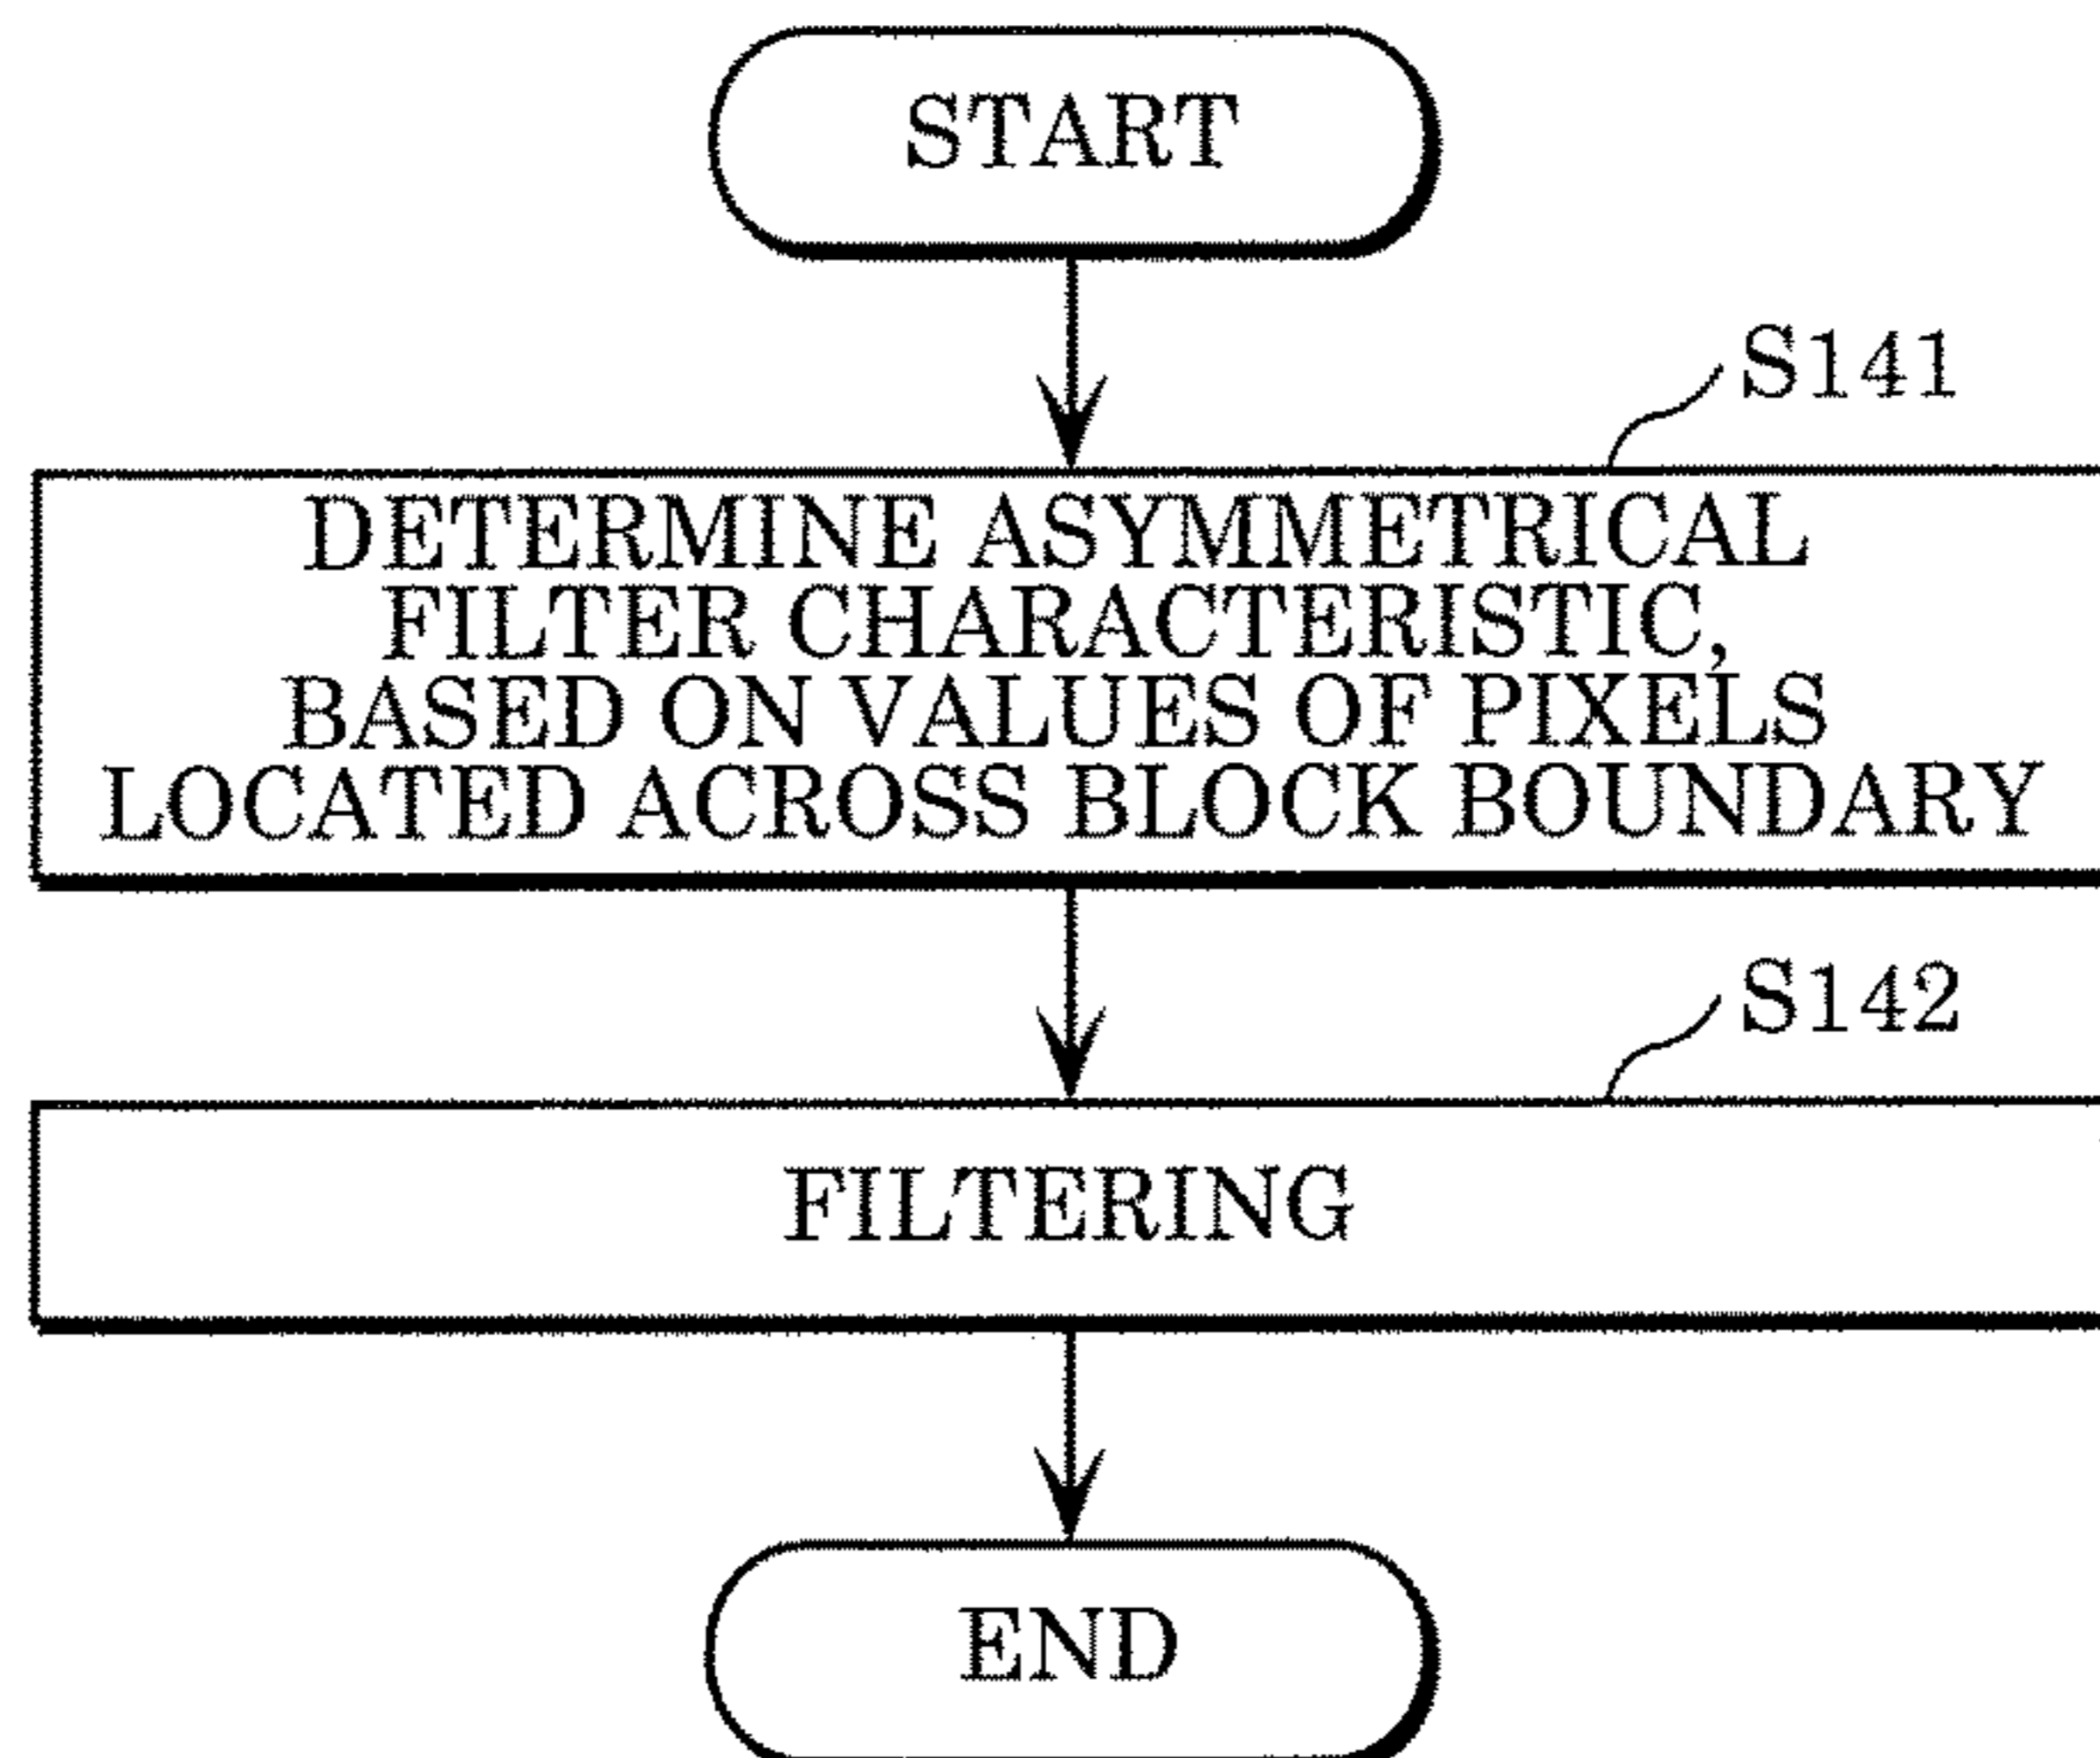 START
S141
DETERMINE ASYMMETRICAL
FILTER CHARACTERISTIC,
BASED ON VALUES OF PIXELS
LOCATED ACROSS BLOCK BOUNDARY
S142
FILTERING
END